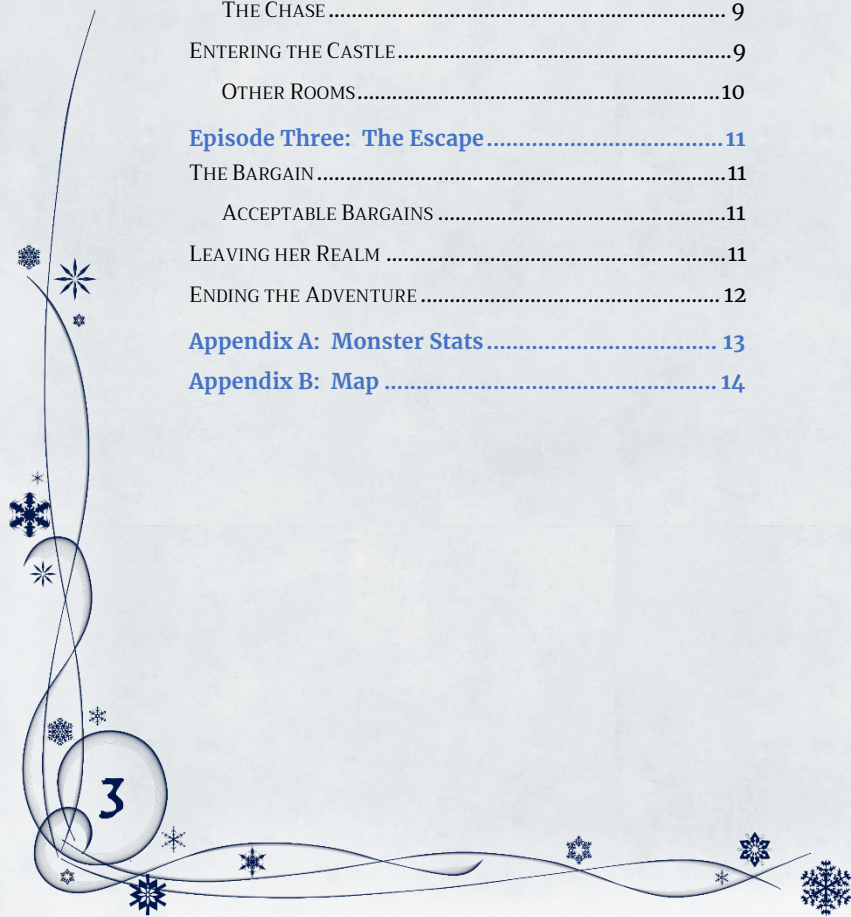 THE CHASE.................................................................... 9
ENTERING THE CASTLE.........................................................9
OTHER ROOMS..............................................................10
Episode Three:  The Escape.....................................11
THE BARGAIN......................................................................11
ACCEPTABLE BARGAINS.................................................11
LEAVING HER REALM..........................................................11
ENDING THE ADVENTURE................................................... 12
Appendix A:  Monster Stats.................................... 13
Appendix B:  Map.................................................... 14
3